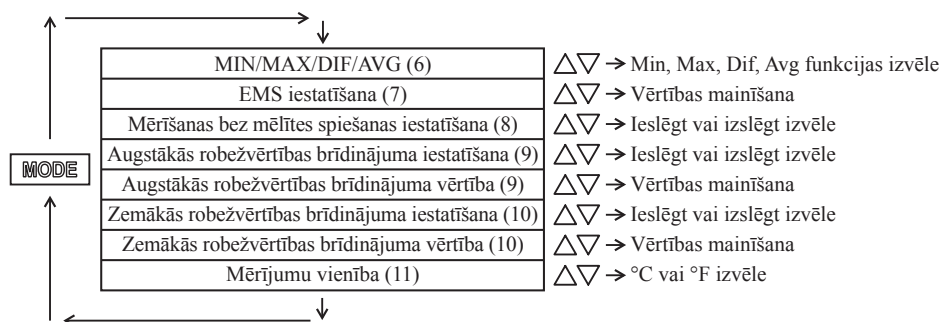 MIN/MAX/DIF/AVG (6) △▽ → Min, Max, Dif, Avg funkcijas izvēle
EMS iestatīšana (7) △▽ → Vērtības mainīšana
Mērīšanas bez mēlītes spiešanas iestatīšana (8) △▽ → Ieslēgt vai izslēgt izvēle
Augstākās robežvērtības brīdinājuma iestatīšana (9) △▽ → Ieslēgt vai izslēgt izvēle
MODE
Augstākās robežvērtības brīdinājuma vērtība (9) △▽ → Vērtības mainīšana
Zemākās robežvērtības brīdinājuma iestatīšana (10) △▽ → Ieslēgt vai izslēgt izvēle
Zemākās robežvērtības brīdinājuma vērtība (10) △▽ → Vērtības mainīšana
Mērījumu vienība (11) △▽ → °C vai °F izvēle